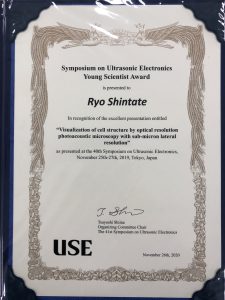 Symposium on Ultrasonic Electronics
Young Scientist Award
is presented to
Ryo Shintate
In recognition of the excellent presentation entitled
"Visualization of cell structure by optical resolution
photoacoustic microscopy with sub-micron lateral
resolution"
as presented at the 40th Symposium on Ultrasonic Electronics,
November 25th-27th, 2019, Tokyo, Japan
Tsuyoshi Shiina
Organizing Committee Chair
The 41st Symposium on Ultrasonic Electronics
USE
November 26th, 2020